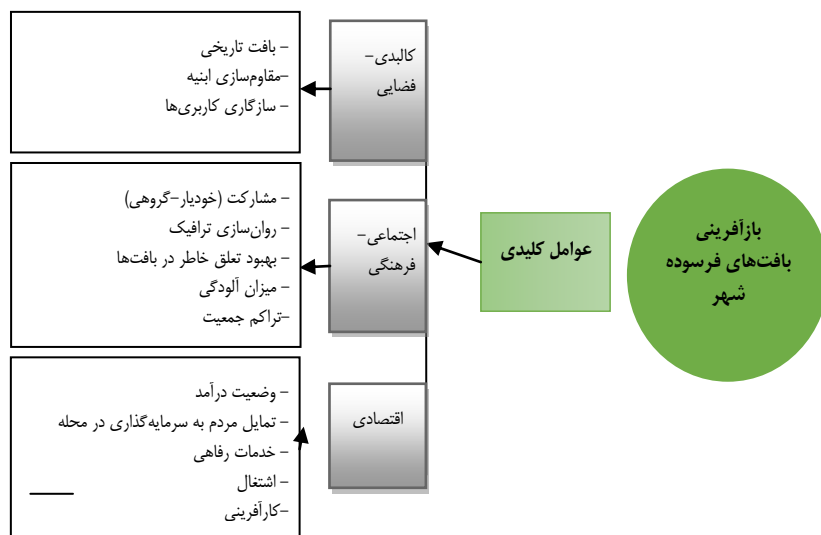 بازآفرینی
بافت‌های فرسوده
شهر
عوامل کلیدی
کالبدی-
فضایی
- بافت تاریخی
-مقاوم‌سازی ابنیه
- سازگاری کاربری‌ها
اجتماعی-
فرهنگی
- مشارکت (خودیار-گروهی)
- روان‌سازی ترافیک
- بهبود تعلق خاطر در بافت‌ها
- میزان آلودگی
-تراکم جمعیت
اقتصادی
- وضعیت درآمد
- تمایل مردم به سرمایه‌گذاری در محله
- خدمات رفاهی
- اشتغال
-کارآفرینی